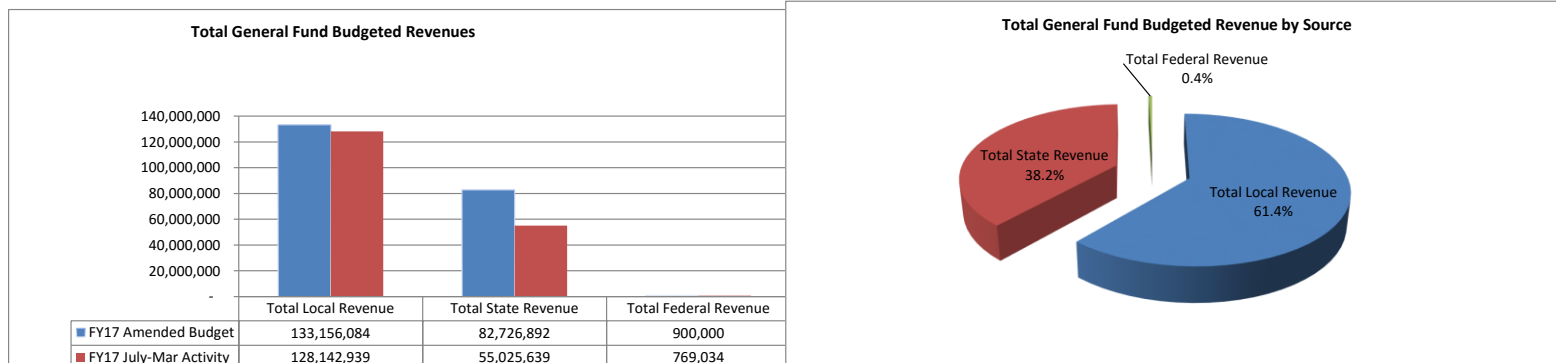 Total General Fund Budgeted Revenues
140,000,000
120,000,000
100,000,000
80,000,000
60,000,000
40,000,000
20,000,000
-
Total Local Revenue Total State Revenue Total Federal Revenue
FY17 Amended Budget 133,156,084 82,726,892 900,000
FY17 July-Mar Activity 128,142,939 55,025,639 769,034
Total General Fund Budgeted Revenue by Source
Total Federal Revenue
0.4%
Total State Revenue
38.2%
Total Local Revenue
61.4%